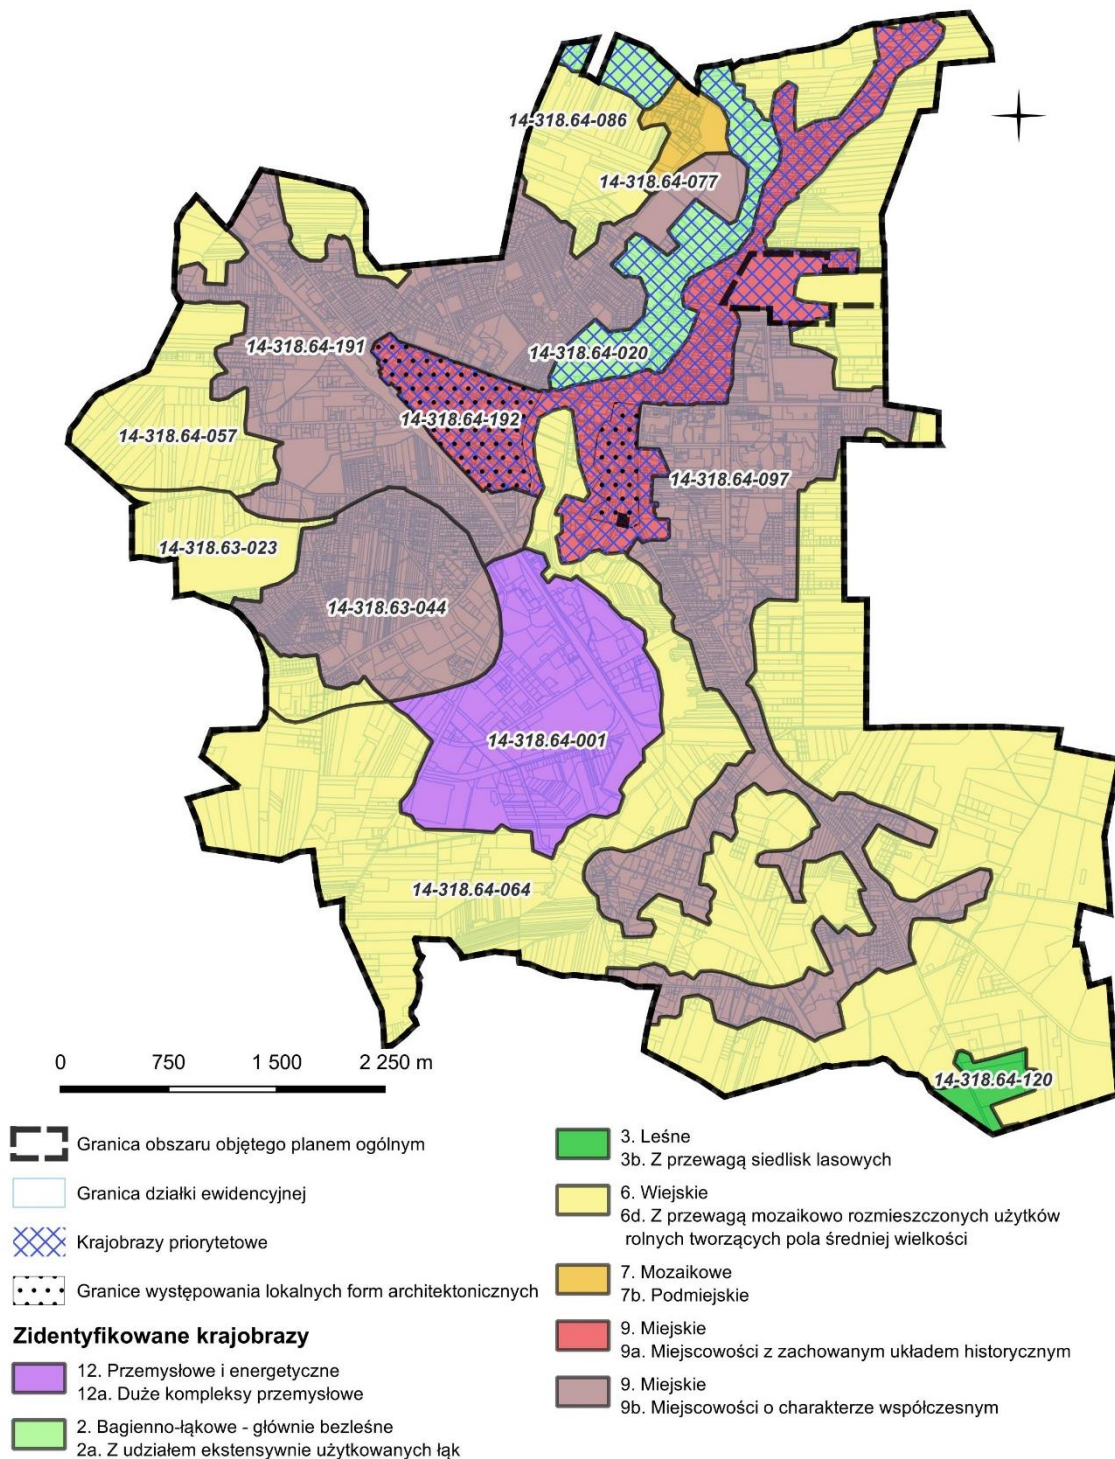 14-318.64-086
14-318.64-077
14-318.64-191
14-318.64-020
14-318.64-192
14-318.64-057
14-318.64-097
14-318.63-023
14-318.63-044
14-318.64-001
14-318.64-064
14-318.64-120
0 750 1 500 2 250 m
Granica obszaru objętego planem ogólnym
Granica działki ewidencyjnej
Krajobrazy priorytetowe
Granice występowania lokalnych form architektonicznych
Zidentyfikowane krajobrazy
12. Przemysłowe i energetyczne
12a. Duże kompleksy przemysłowe
2. Bagienno-łąkowe - głównie bezleśne
2a. Z udziałem ekstensywnie użytkowanych łąk
3. Leśne
3b. Z przewagą siedlisk lasowych
6. Wiejskie
6d. Z przewagą mozaikowo rozmieszczonych użytków
rolnych tworzących pola średniej wielkości
7. Mozaikowe
7b. Podmiejskie
9. Miejskie
9a. Miejscowości z zachowanym układem historycznym
9. Miejskie
9b. Miejscowości o charakterze współczesnym